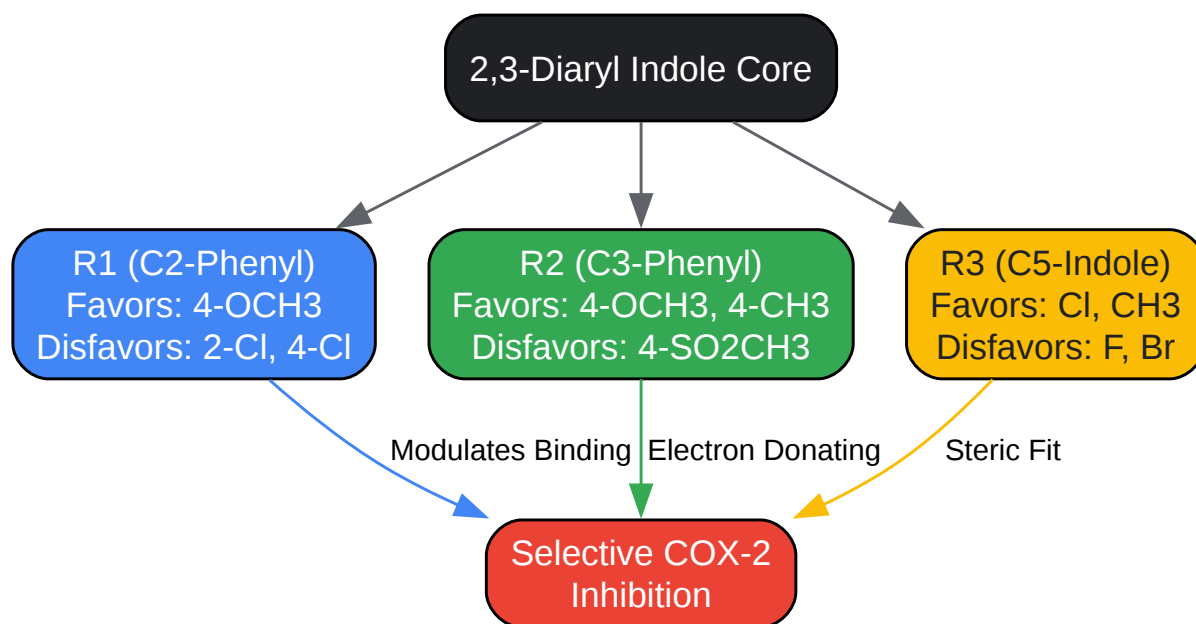 2,3-Diaryl Indole Core
R1 (C2-Phenyl)
Favors: 4-OCH3
Disfavors: 2-Cl, 4-Cl
R2 (C3-Phenyl)
Favors: 4-OCH3, 4-CH3
Disfavors: 4-SO2CH3
R3 (C5-Indole)
Favors: Cl, CH3
Disfavors: F, Br
Modulates Binding
Electron Donating
Steric Fit
Selective COX-2
Inhibition